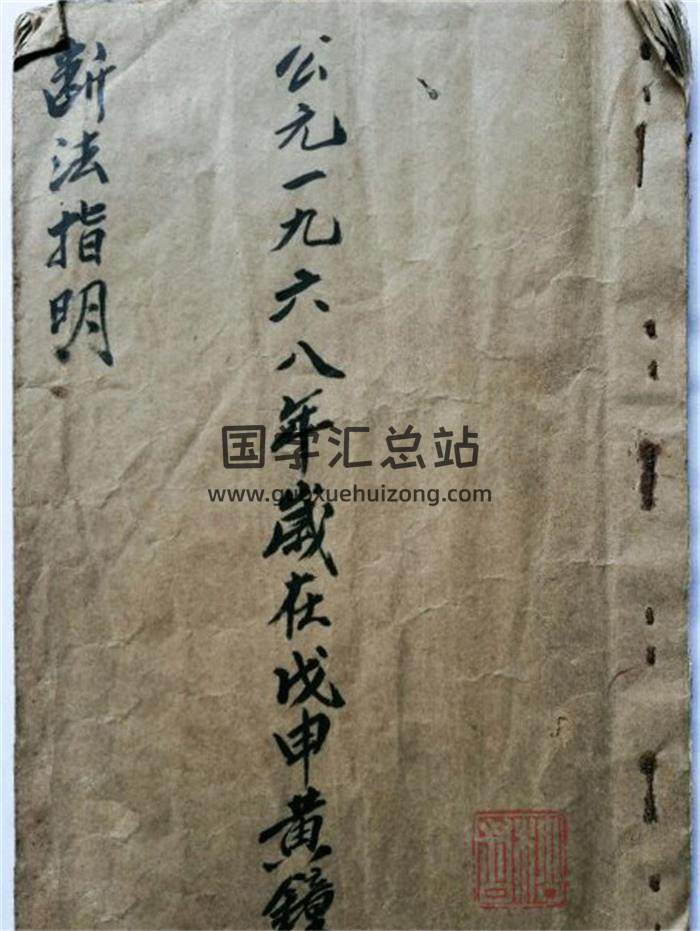 公元一九六八年歲在戊申黄鐘
斷法指明
国学汇总站
www.guoxuehuizong.com